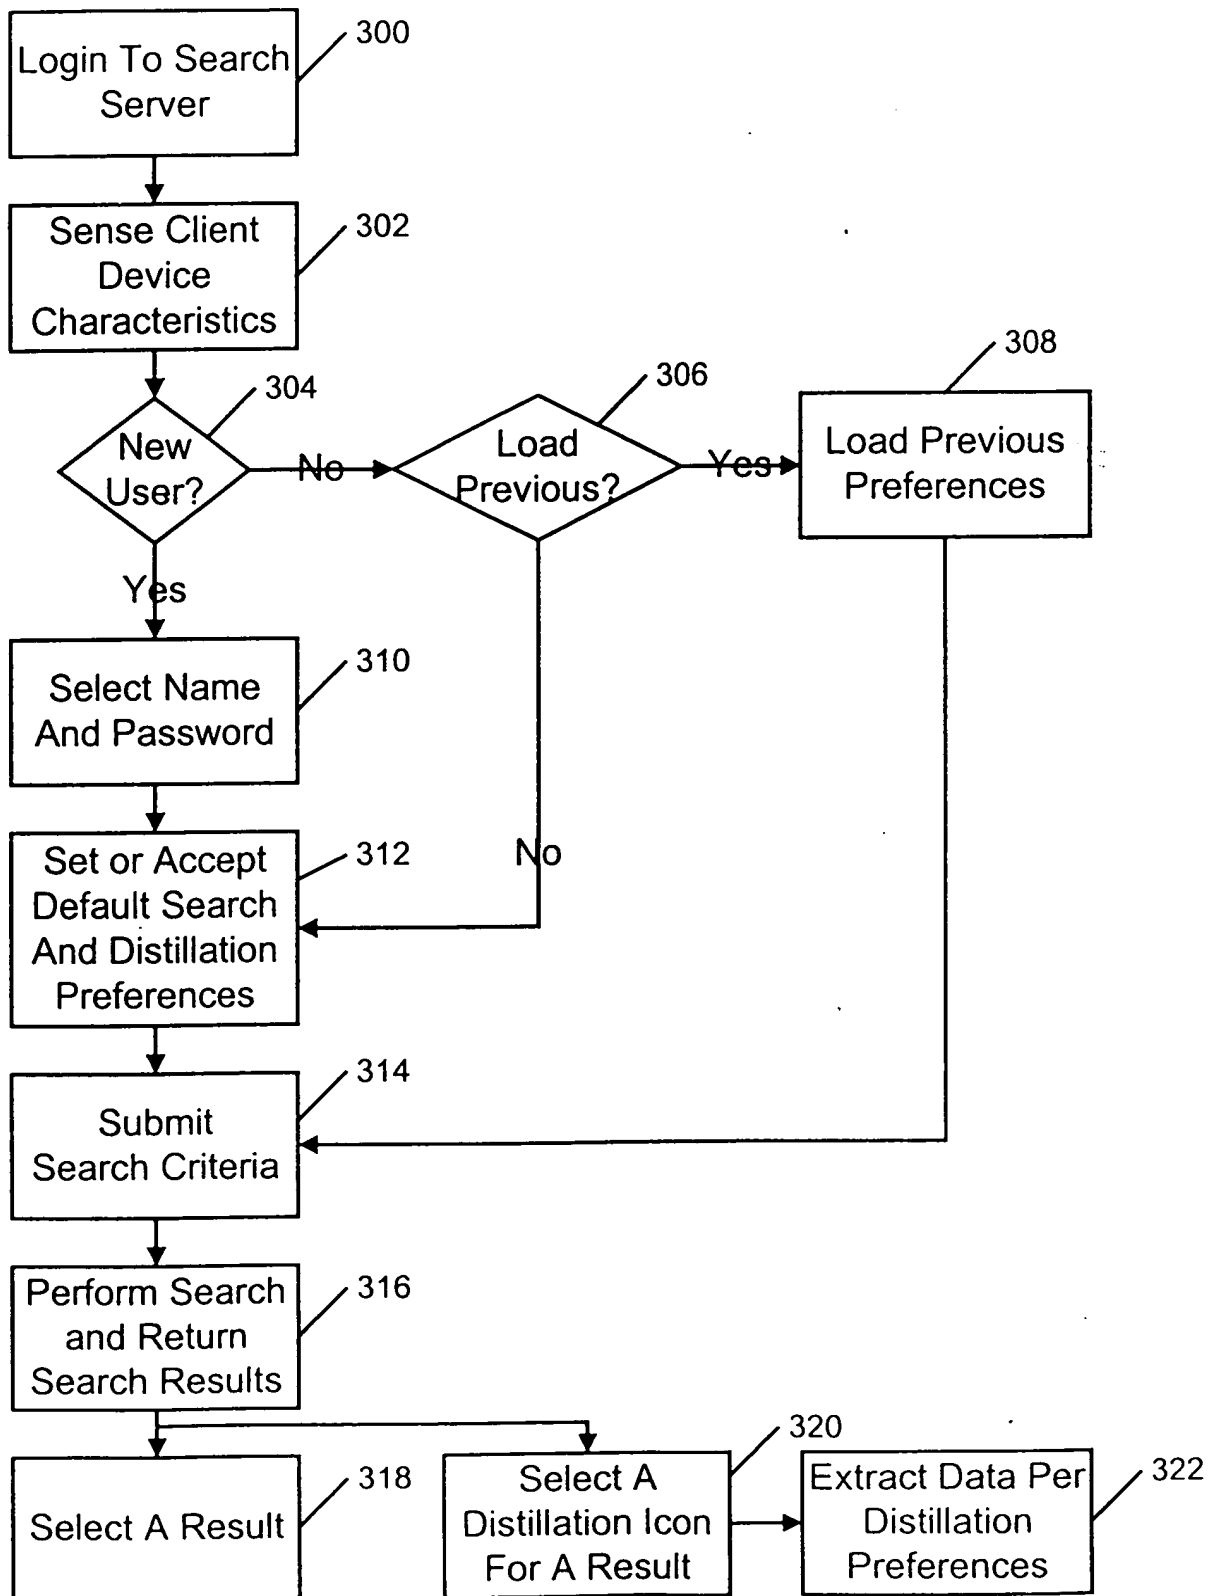 Login To Search
Server
300
Sense Client
Device
Characteristics
302
New
User?
304
No
Load
Previous?
306
Yes
Load Previous
Preferences
308
Yes
Select Name
And Password
310
Set or Accept
Default Search
And Distillation
Preferences
312
No
Submit
Search Criteria
314
Perform Search
and Return
Search Results
316
Select A Result
318
Select A
Distillation Icon
For A Result
320
Extract Data Per
Distillation
Preferences
322